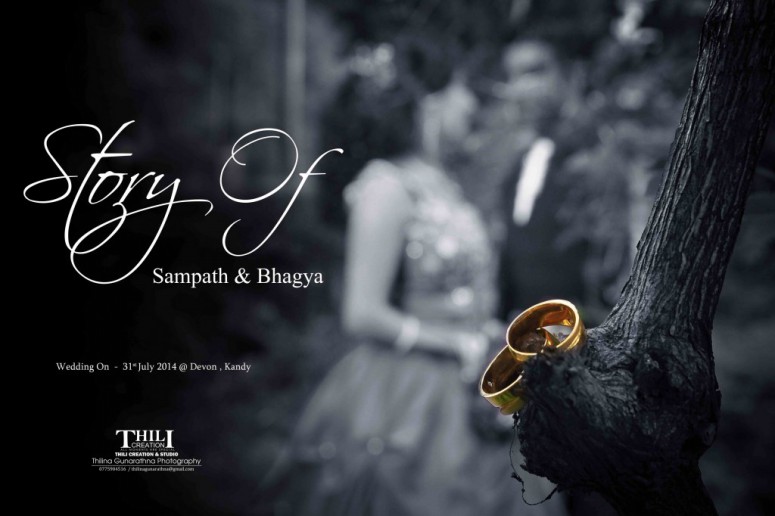 Story Of
Sampath & Bhagya
Wedding On - 31st July 2014 @ Devon , Kandy
THILI
CREATION
THILI CREATION & STUDIO
Thilina Gunarathna Photography